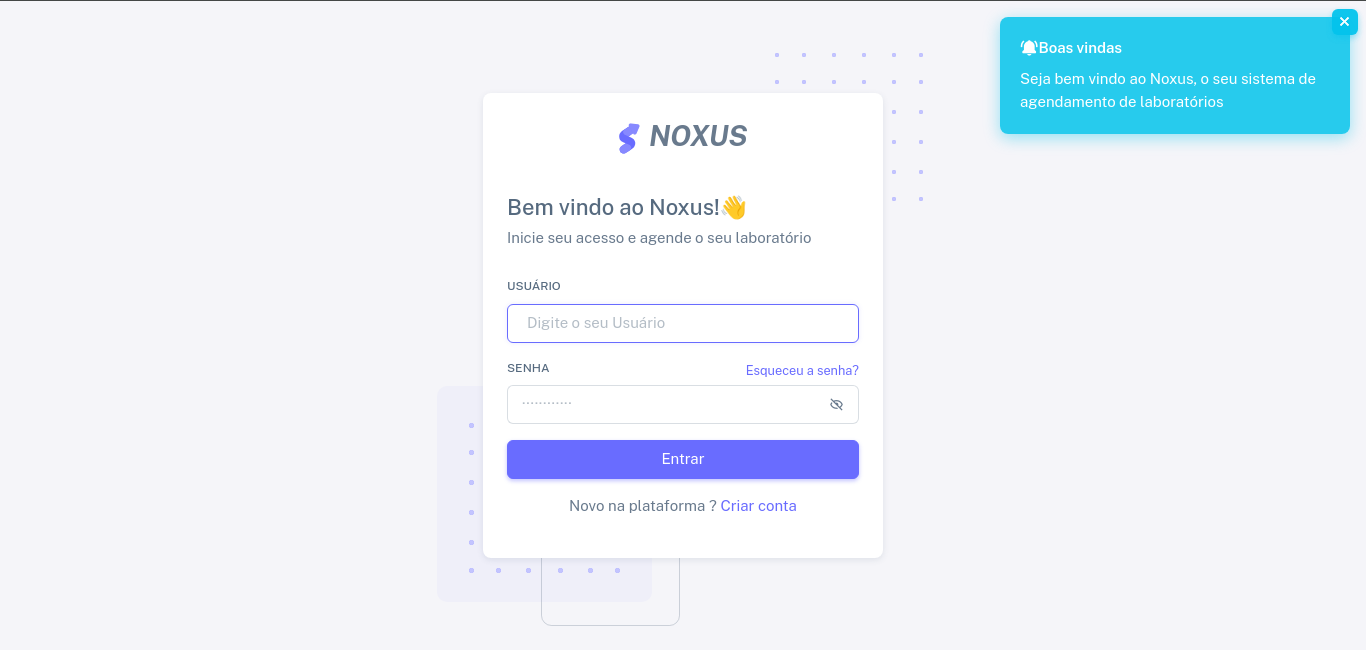 NOXUS
Bem vindo ao Noxus!👋
Inicie seu acesso e agende o seu laboratório
USUÁRIO
Digite o seu Usuário
SENHA
Esqueceu a senha?
············
Entrar
Novo na plataforma ? Criar conta
Boas vindas
Seja bem vindo ao Noxus, o seu sistema de
agendamento de laboratórios